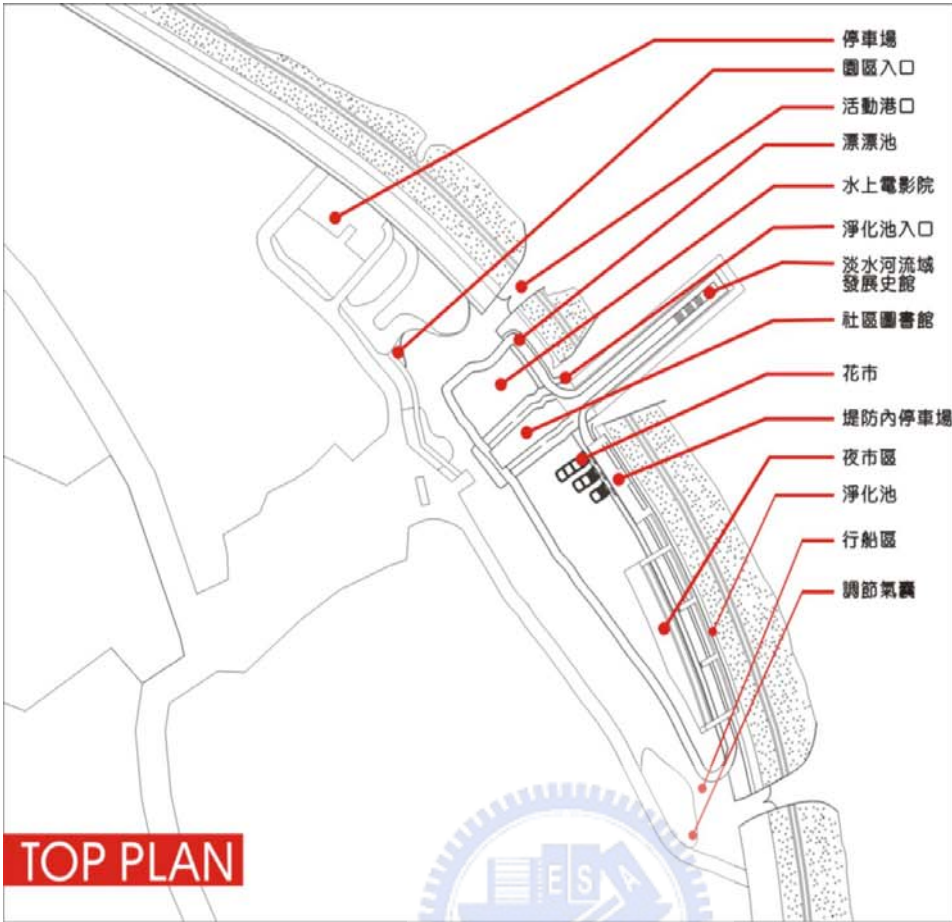 停車場
園區入口
活動港口
漂漂池
水上電影院
淨化池入口
淡水河流域
發展史館
社區圖書館
花市
堤防內停車場
夜市區
淨化池
行船區
調節氣囊
TOP PLAN
E S A